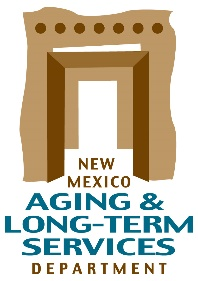 NEW
MEXICO
AGING &
LONG-TERM
SERVICES
DEPARTMENT